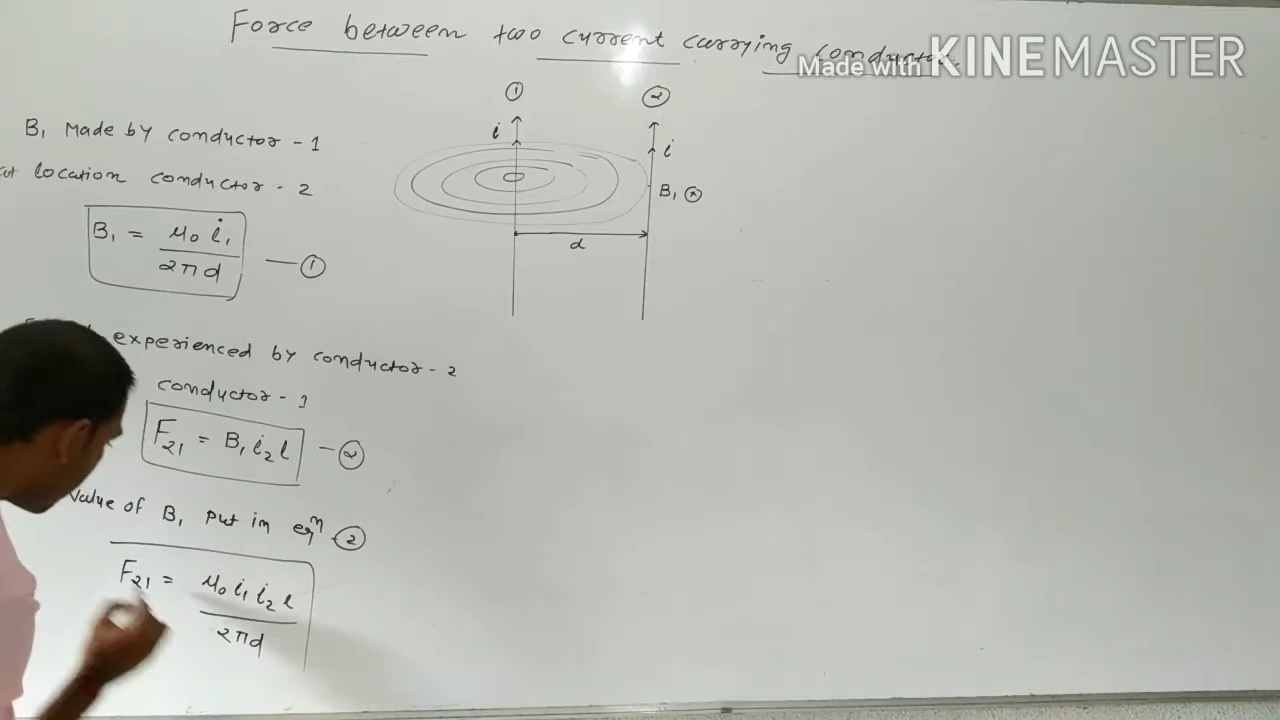 Force between two current carrying conductor
Made with KINEMASTER
① ②
i i
B₁ Made by conductor - 1
at location conductor - 2
B₁ = μ₀ i₁ / 2πd —①
B₁ ⊗
d
experienced by conductor - 2
conductor - 1
F₂₁ = B₁ i₂ l —②
Value of B₁ put in eqⁿ ②
F₂₁ = μ₀ i₁ i₂ l / 2πd